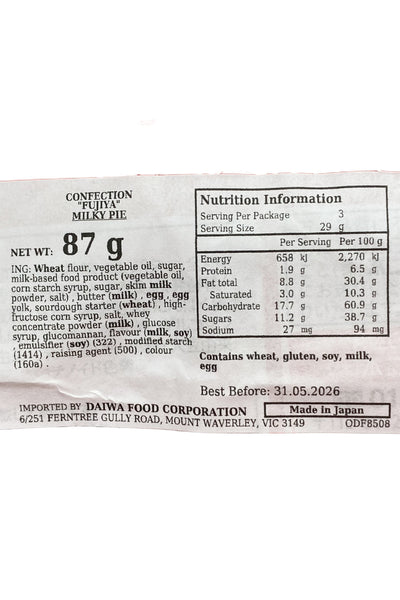 CONFECTION
"FUJIYA"
MILKY PIE
NET WT: 87 g
ING: Wheat flour, vegetable oil, sugar,
milk-based food product (vegetable oil,
corn starch syrup, sugar, skim milk
powder, salt) , butter (milk) , egg , egg
yolk, sourdough starter (wheat) , high-
fructose corn syrup, salt, whey
concentrate powder (milk) , glucose
syrup, glucomannan, flavour (milk, soy)
, emulsifier (soy) (322) , modified starch
(1414) , raising agent (500) , colour
(160a) .
Nutrition Information
Serving Per Package 3
Serving Size 29 g
Per Serving Per 100 g
Energy 658 kJ 2,270 kJ
Protein 1.9 g 6.5 g
Fat total 8.8 g 30.4 g
Saturated 3.0 g 10.3 g
Carbohydrate 17.7 g 60.9 g
Sugars 11.2 g 38.7 g
Sodium 27 mg 94 mg
Contains wheat, gluten, soy, milk,
egg
Best Before: 31.05.2026
IMPORTED BY DAIWA FOOD CORPORATION Made in Japan
6/251 FERNTREE GULLY ROAD, MOUNT WAVERLEY, VIC 3149 ODF8508